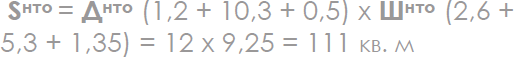 Sнто = Днто (1,2 + 10,3 + 0,5) х Шнто (2,6 +
5,3 + 1,35) = 12 х 9,25 = 111 кв. м